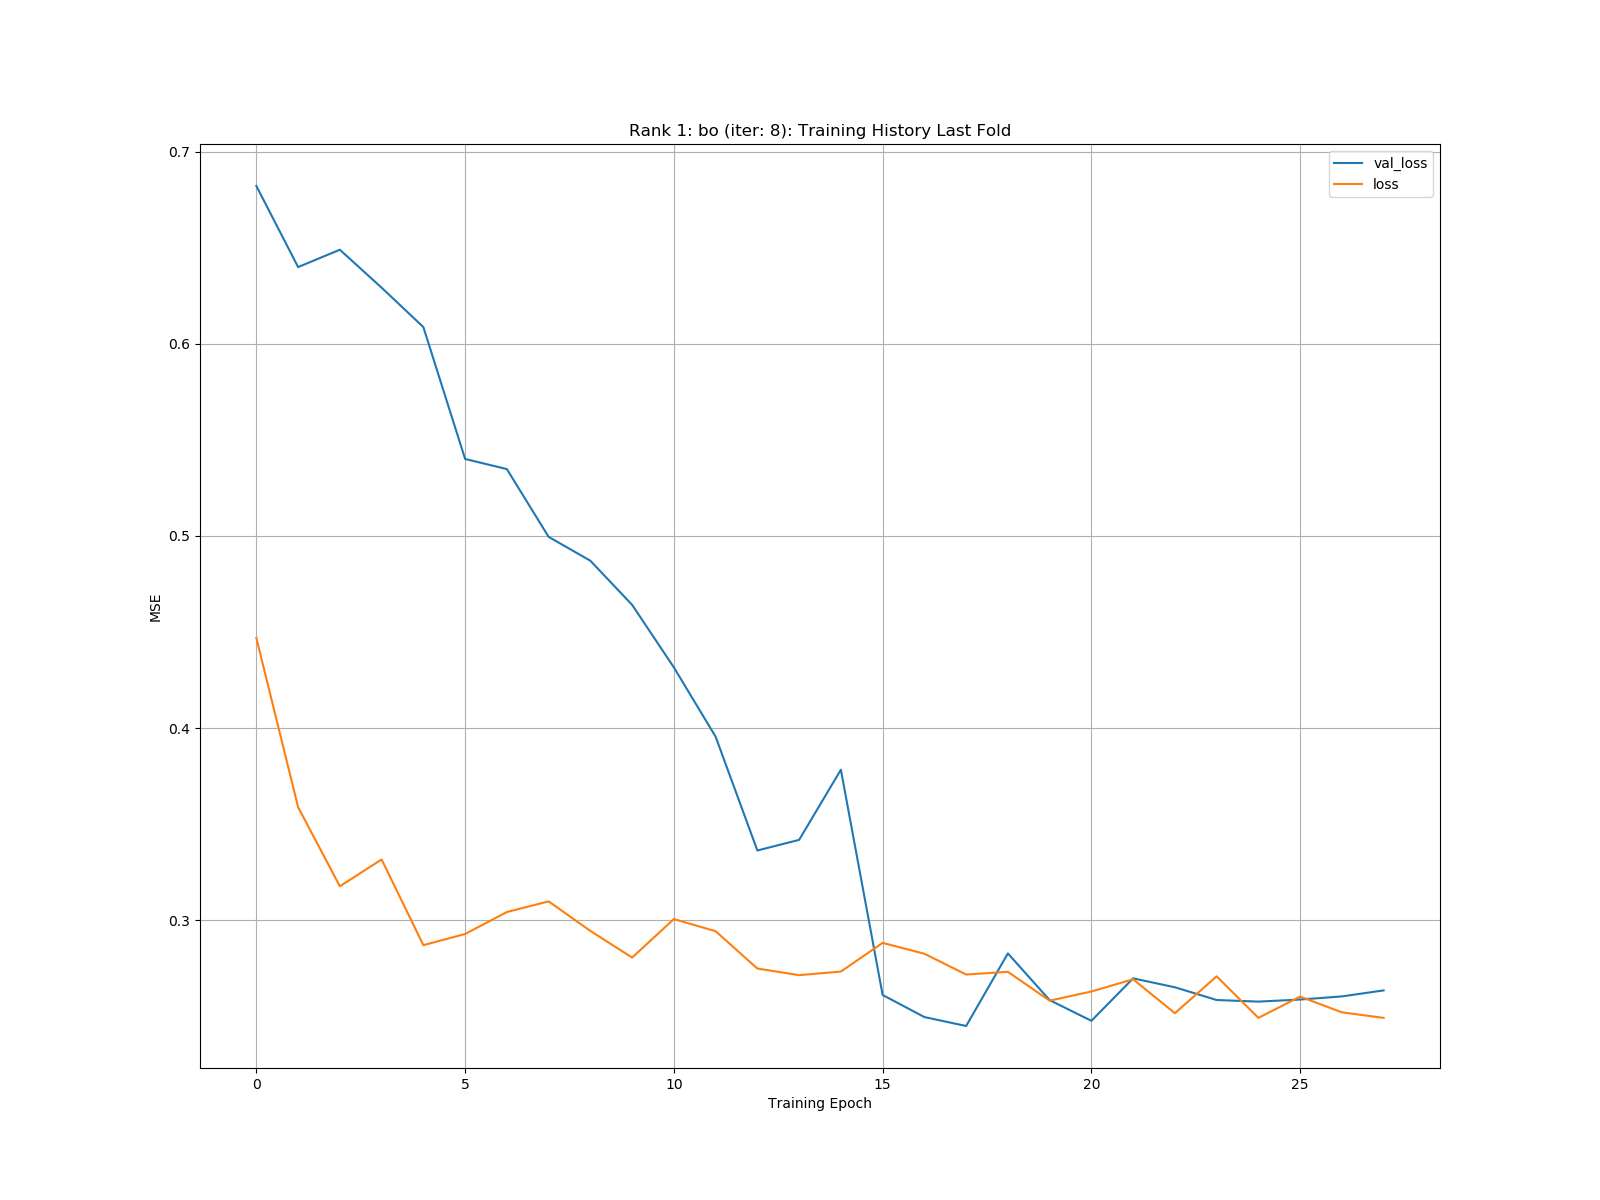 Rank 1: bo (iter: 8): Training History Last Fold
val_loss
loss
MSE
0.7
0.6
0.5
0.4
0.3
0 5 10 15 20 25
Training Epoch